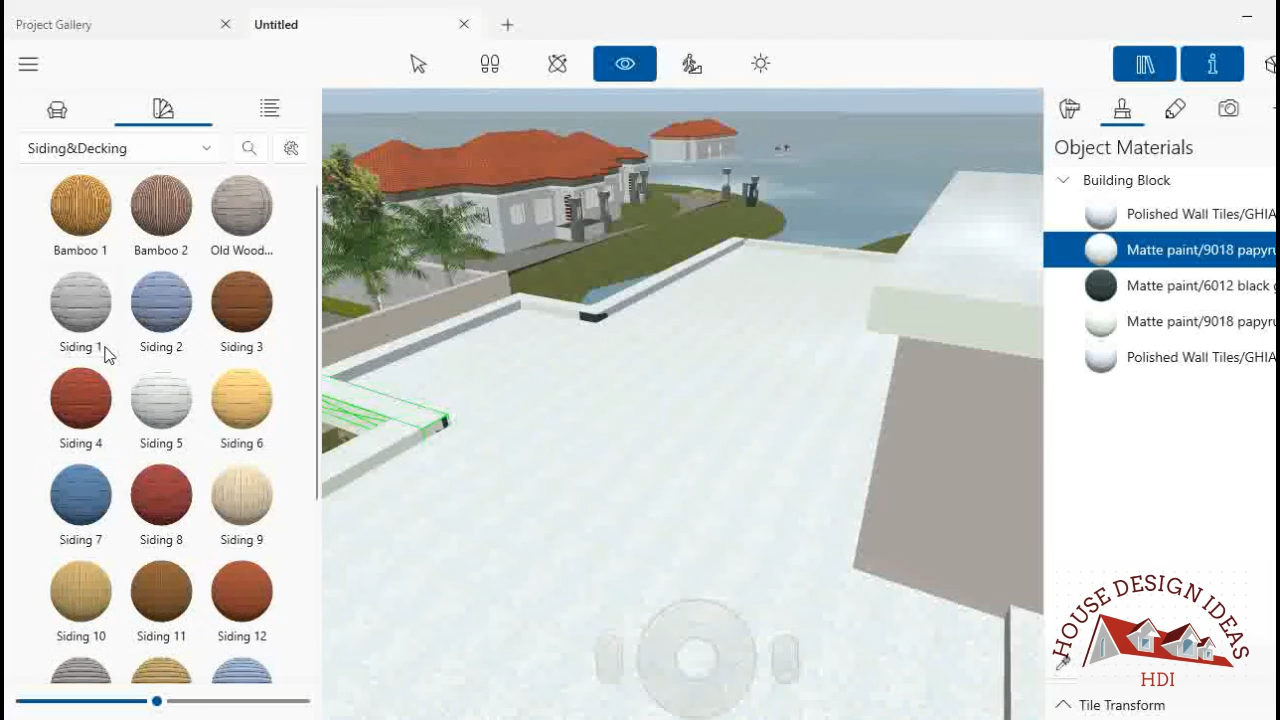 Project Gallery
Untitled
Siding&Decking
Bamboo 1
Bamboo 2
Old Wood...
Siding 1
Siding 2
Siding 3
Siding 4
Siding 5
Siding 6
Siding 7
Siding 8
Siding 9
Siding 10
Siding 11
Siding 12
Object Materials
Building Block
Polished Wall Tiles/GHIA
Matte paint/9018 papyru
Matte paint/6012 black g
Matte paint/9018 papyru
Polished Wall Tiles/GHIA
HOUSE DESIGN IDEAS
HDI
Tile Transform